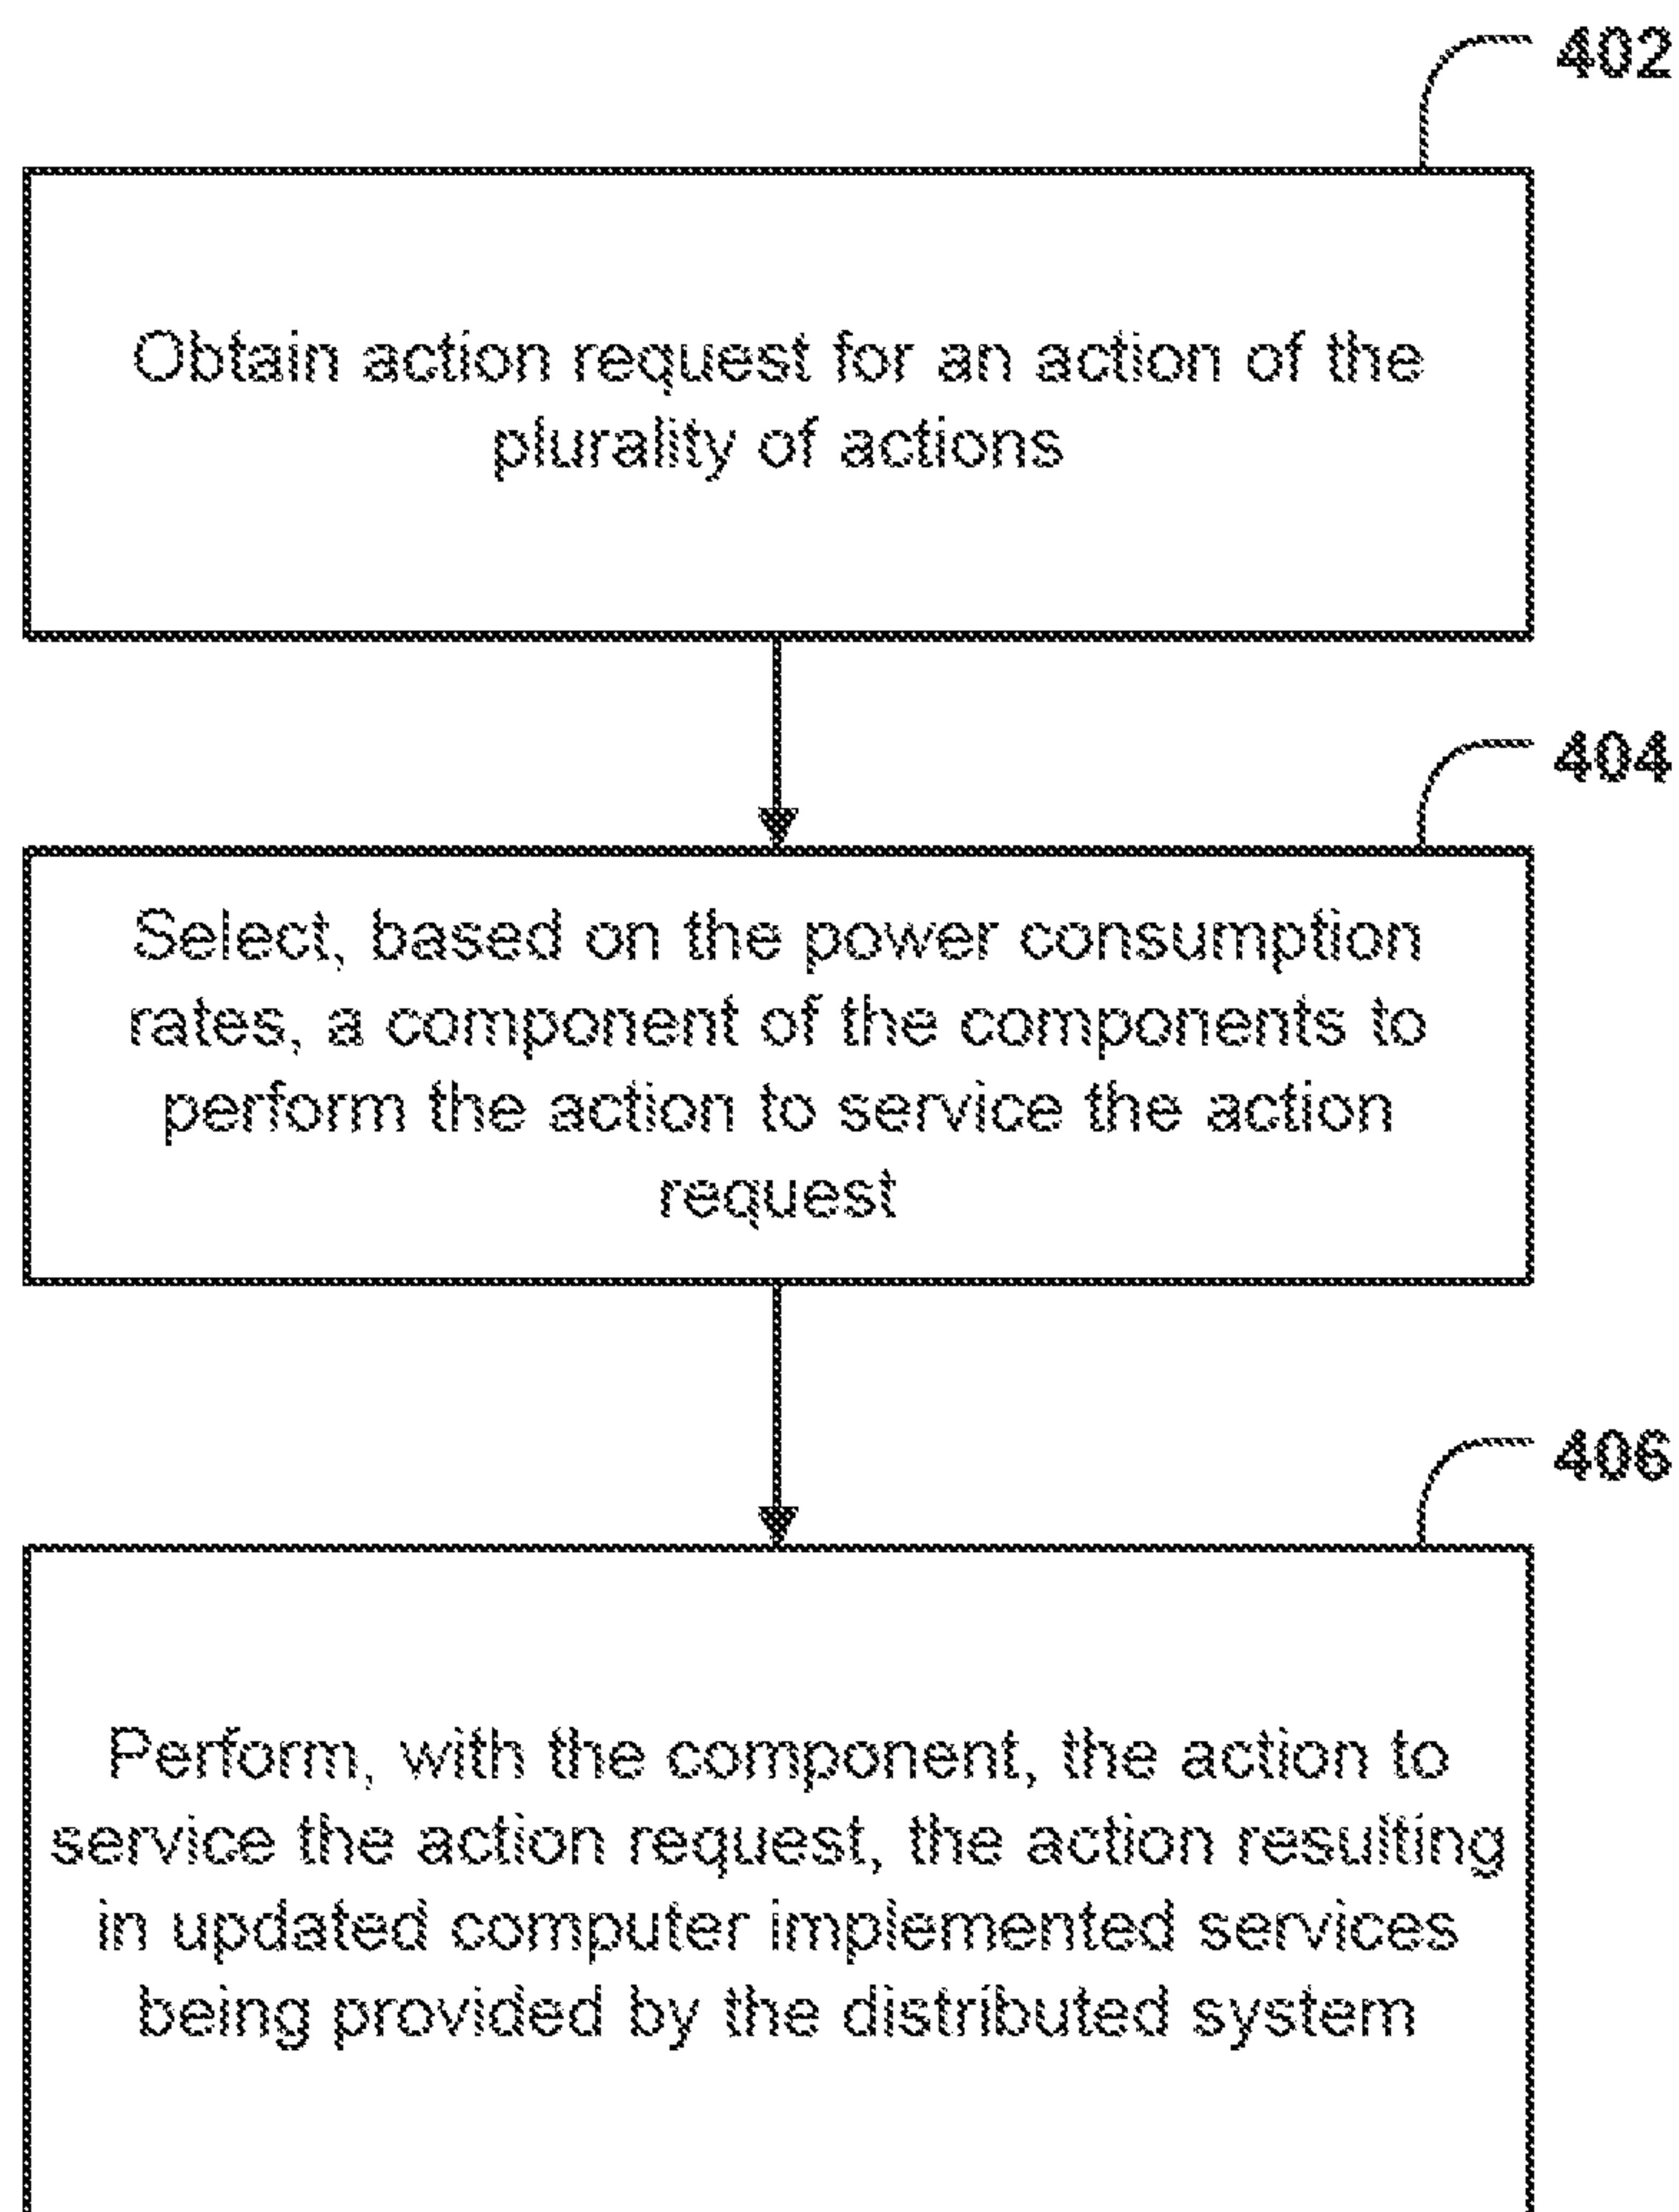 402
Obtain action request for an action of the
plurality of actions
404
Select, based on the power consumption
rates, a component of the components to
perform the action to service the action
request
406
Perform, with the component, the action to
service the action request, the action resulting
in updated computer implemented services
being provided by the distributed system